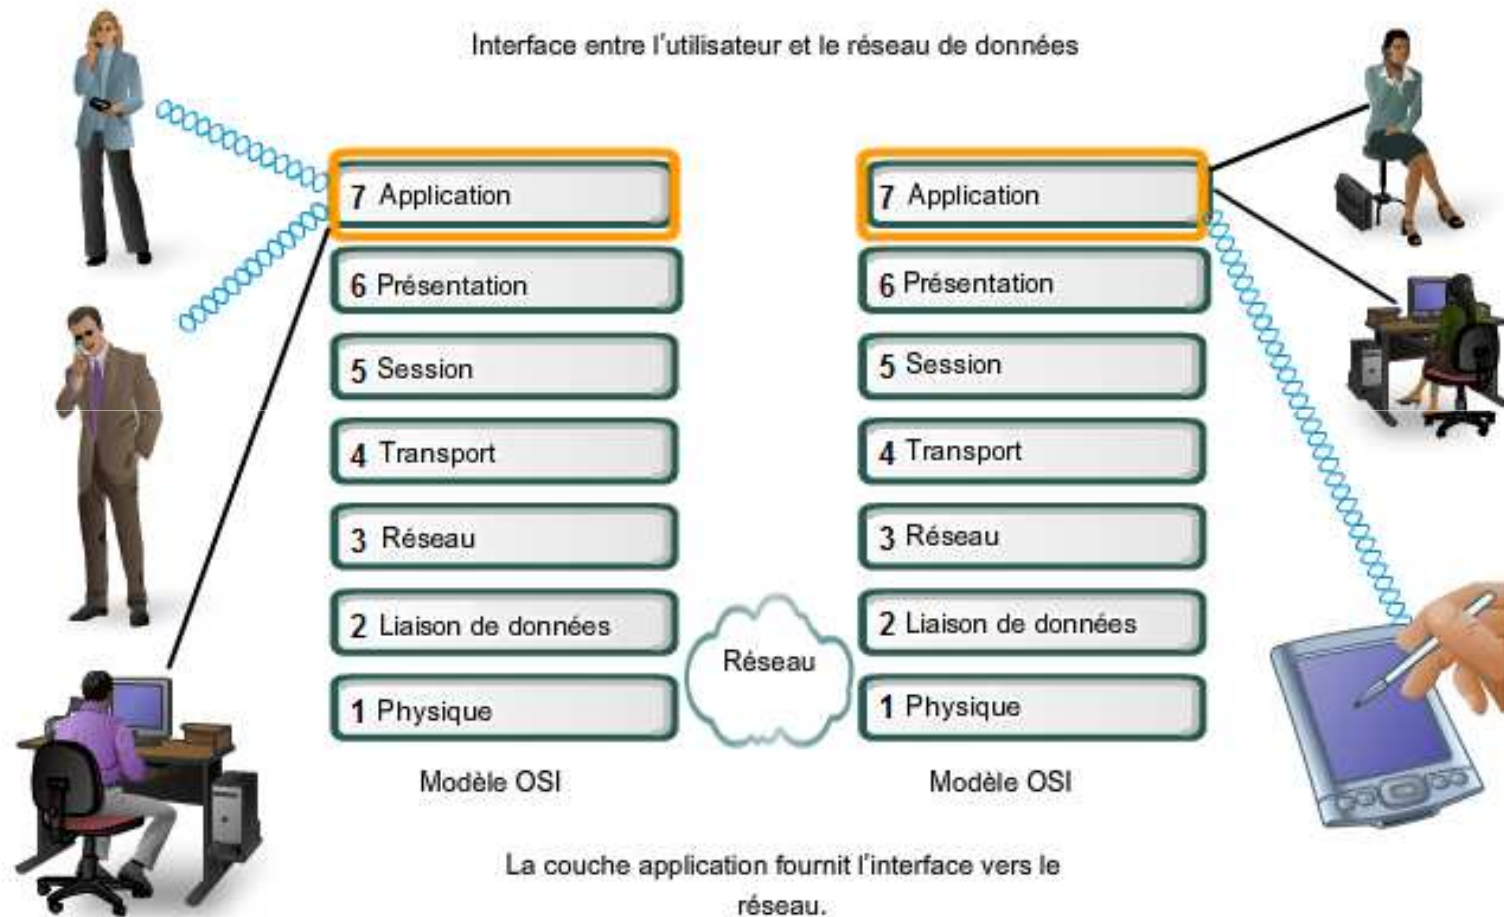 Interface entre l'utilisateur et le réseau de données
7 Application
6 Présentation
5 Session
4 Transport
3 Réseau
2 Liaison de données
1 Physique
Modèle OSI
Réseau
7 Application
6 Présentation
5 Session
4 Transport
3 Réseau
2 Liaison de données
1 Physique
Modèle OSI
La couche application fournit l'interface vers le
réseau.